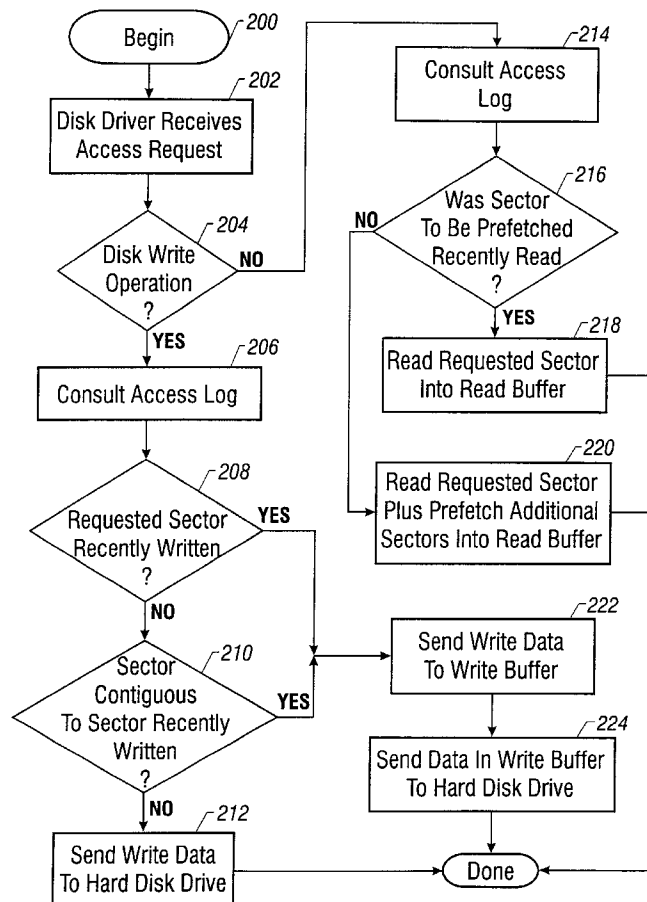 Begin
200
202
Disk Driver Receives
Access Request
204
Disk Write
Operation
?
NO
YES
206
Consult Access Log
208
Requested Sector
Recently Written
?
YES
NO
210
Sector
Contiguous
To Sector Recently
Written
?
YES
NO
212
Send Write Data
To Hard Disk Drive
214
Consult Access
Log
216
Was Sector
To Be Prefetched
Recently Read
?
NO
YES
218
Read Requested Sector
Into Read Buffer
220
Read Requested Sector
Plus Prefetch Additional
Sectors Into Read Buffer
222
Send Write Data
To Write Buffer
224
Send Data In Write Buffer
To Hard Disk Drive
Done